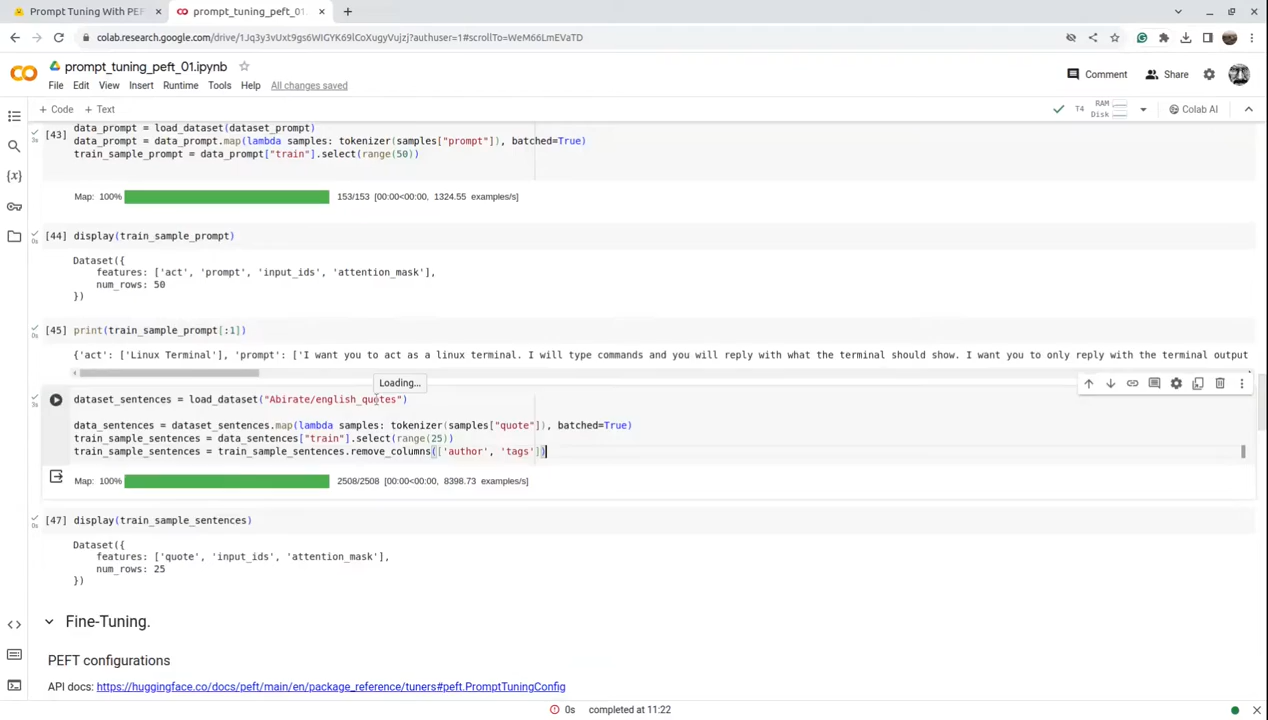 Prompt Tuning With PEF
prompt_tuning_peft_01.
colab.research.google.com/drive/1Jq3y3vUxt9gs6WIGYK69lCoXugyVujzj?authuser=1#scrollTo=WeM66LmEVaTD
prompt_tuning_peft_01.ipynb
File Edit View Insert Runtime Tools Help All changes saved
Comment Share
+ Code + Text
T4 RAM Disk Colab AI
[43] data_prompt = load_dataset(dataset_prompt)
3s
data_prompt = data_prompt.map(lambda samples: tokenizer(samples["prompt"]), batched=True)
train_sample_prompt = data_prompt["train"].select(range(50))
Map: 100% 153/153 [00:00<00:00, 1324.55 examples/s]
[44] display(train_sample_prompt)
0s
Dataset({
features: ['act', 'prompt', 'input_ids', 'attention_mask'],
num_rows: 50
})
[45] print(train_sample_prompt[:1])
0s
{'act': ['Linux Terminal'], 'prompt': ['I want you to act as a linux terminal. I will type commands and you will reply with what the terminal should show. I want you to only reply with the terminal output
Loading...
dataset_sentences = load_dataset("Abirate/english_quotes")
3s
data_sentences = dataset_sentences.map(lambda samples: tokenizer(samples["quote"]), batched=True)
train_sample_sentences = data_sentences["train"].select(range(25))
train_sample_sentences = train_sample_sentences.remove_columns(['author', 'tags'])
Map: 100% 2508/2508 [00:00<00:00, 8398.73 examples/s]
[47] display(train_sample_sentences)
0s
Dataset({
features: ['quote', 'input_ids', 'attention_mask'],
num_rows: 25
})
Fine-Tuning.
PEFT configurations
API docs: https://huggingface.co/docs/peft/main/en/package_reference/tuners#peft.PromptTuningConfig
0s completed at 11:22